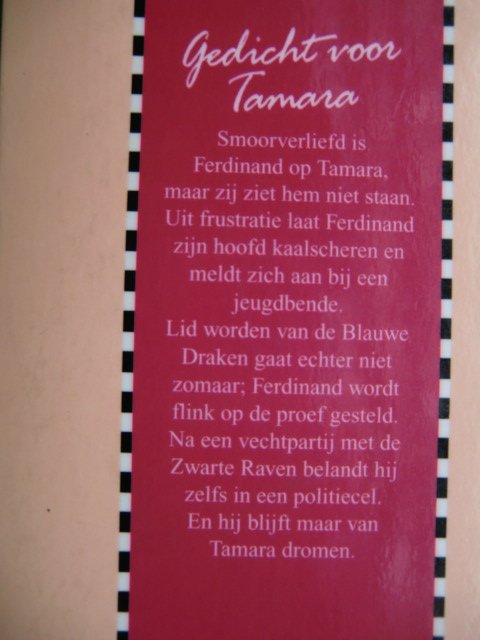 Gedicht voor
Tamara
Smoorverliefd is
Ferdinand op Tamara,
maar zij ziet hem niet staan.
Uit frustratie laat Ferdinand
zijn hoofd kaalscheren en
meldt zich aan bij een
jeugdbende.
Lid worden van de Blauwe
Draken gaat echter niet
zomaar; Ferdinand wordt
flink op de proef gesteld.
Na een vechtpartij met de
Zwarte Raven belandt hij
zelfs in een politiecel.
En hij blijft maar van
Tamara dromen.